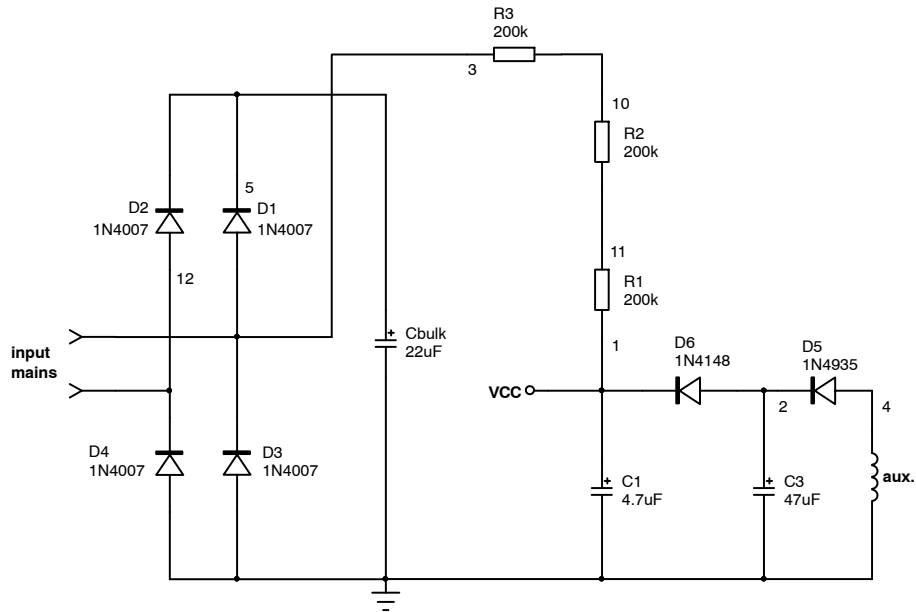 R3
200k
3
10
R2
200k
5
D2
1N4007
D1
1N4007
12
11
R1
200k
input
mains
Cbulk
22uF
1
D6
1N4148
D5
1N4935
VCC
2
4
D4
1N4007
D3
1N4007
C1
4.7uF
C3
47uF
aux.
+
+
+